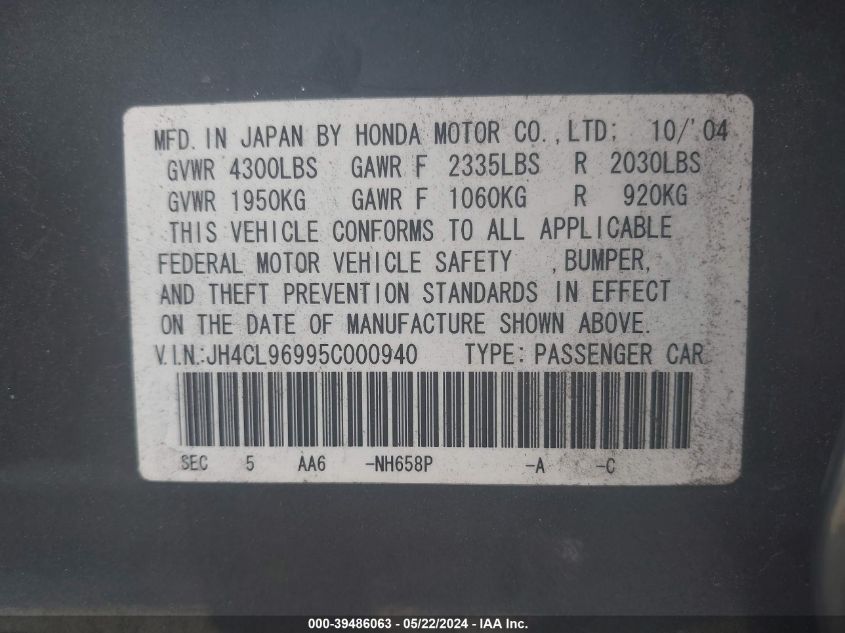 MFD. IN JAPAN BY HONDA MOTOR CO.,LTD: 10/'04
GVWR 4300LBS GAWR F 2335LBS R 2030LBS
GVWR 1950KG GAWR F 1060KG R 920KG
THIS VEHICLE CONFORMS TO ALL APPLICABLE
FEDERAL MOTOR VEHICLE SAFETY , BUMPER,
AND THEFT PREVENTION STANDARDS IN EFFECT
ON THE DATE OF MANUFACTURE SHOWN ABOVE.
V.I.N.:JH4CL96995C000940 TYPE: PASSENGER CAR
SEC 5 AA6 -NH658P -A -C
000-39486063 - 05/22/2024 - IAA Inc.